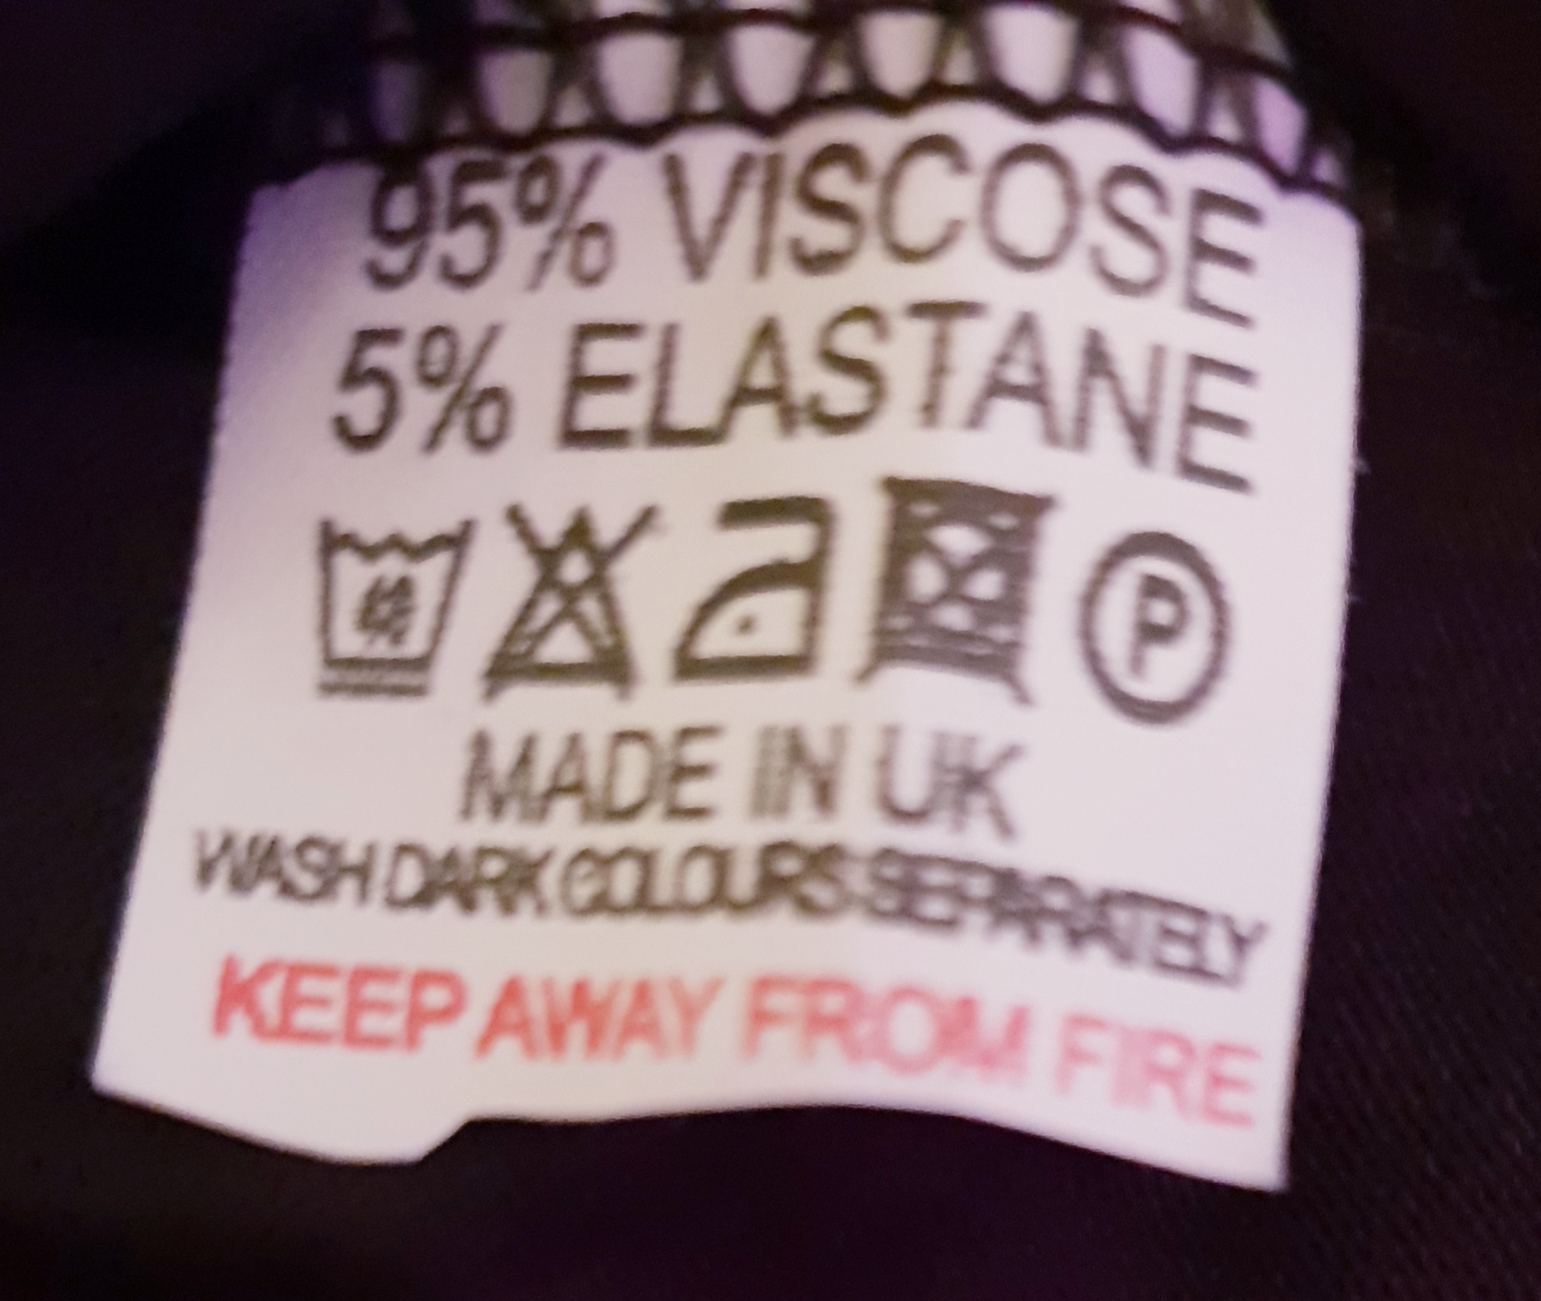 95% VISCOSE
5% ELASTANE
P
MADE IN UK
WASH DARK COLOURS SEPARATELY
KEEP AWAY FROM FIRE